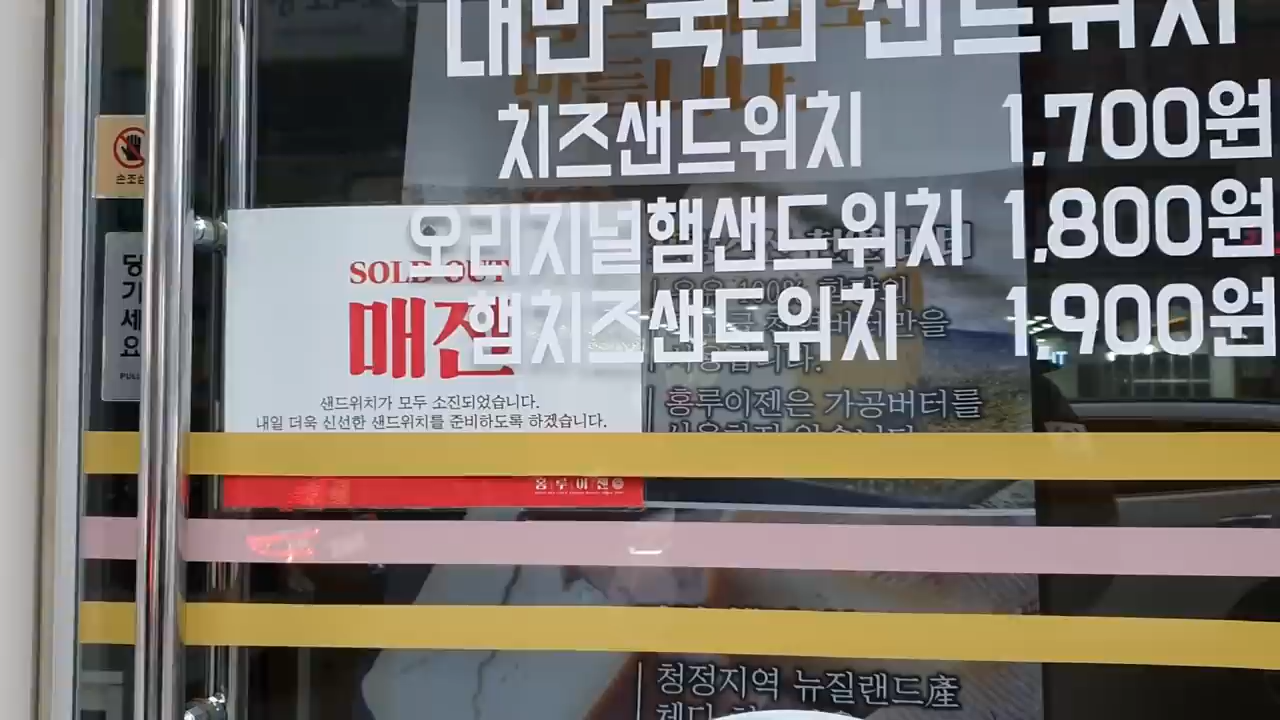 대만 국민 샌드위치
치즈샌드위치 1,700원
오리지널햄샌드위치 1,800원
햄치즈샌드위치 1,900원
SOLD OUT
매진
샌드위치가 모두 소진되었습니다.
내일 더욱 신선한 샌드위치를 준비하도록 하겠습니다.
홍루이젠
홍루이젠은 가공버터를
청정지역 뉴질랜드産
당기세요
PULL